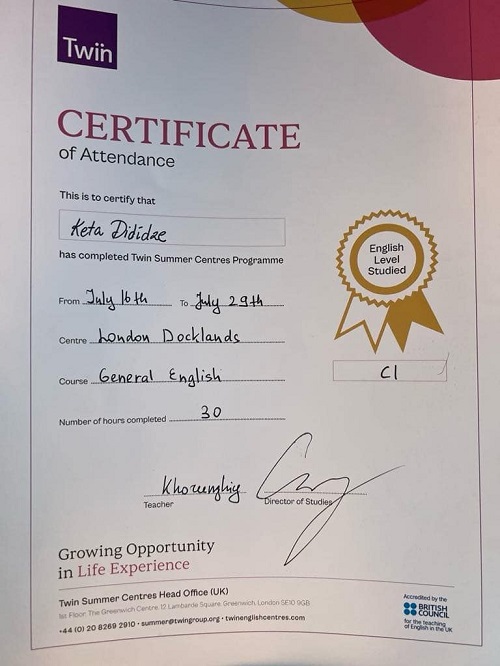 Twin
CERTIFICATE
of Attendance
This is to certify that
Keta Dididze
has completed Twin Summer Centres Programme
English
Level
Studied
From July 16th To July 29th
Centre London Docklands
Course General English
C1
Number of hours completed 30
Teacher
Director of Studies
Growing Opportunity
in Life Experience
Twin Summer Centres Head Office (UK)
1st Floor, The Greenwich Centre, 12 Lambarde Square, Greenwich, London SE10 9GB
+44 (0) 20 8269 2910 • summer@twingroup.org • twinenglishcentres.com
Accredited by the
BRITISH
COUNCIL
for the teaching
of English in the UK